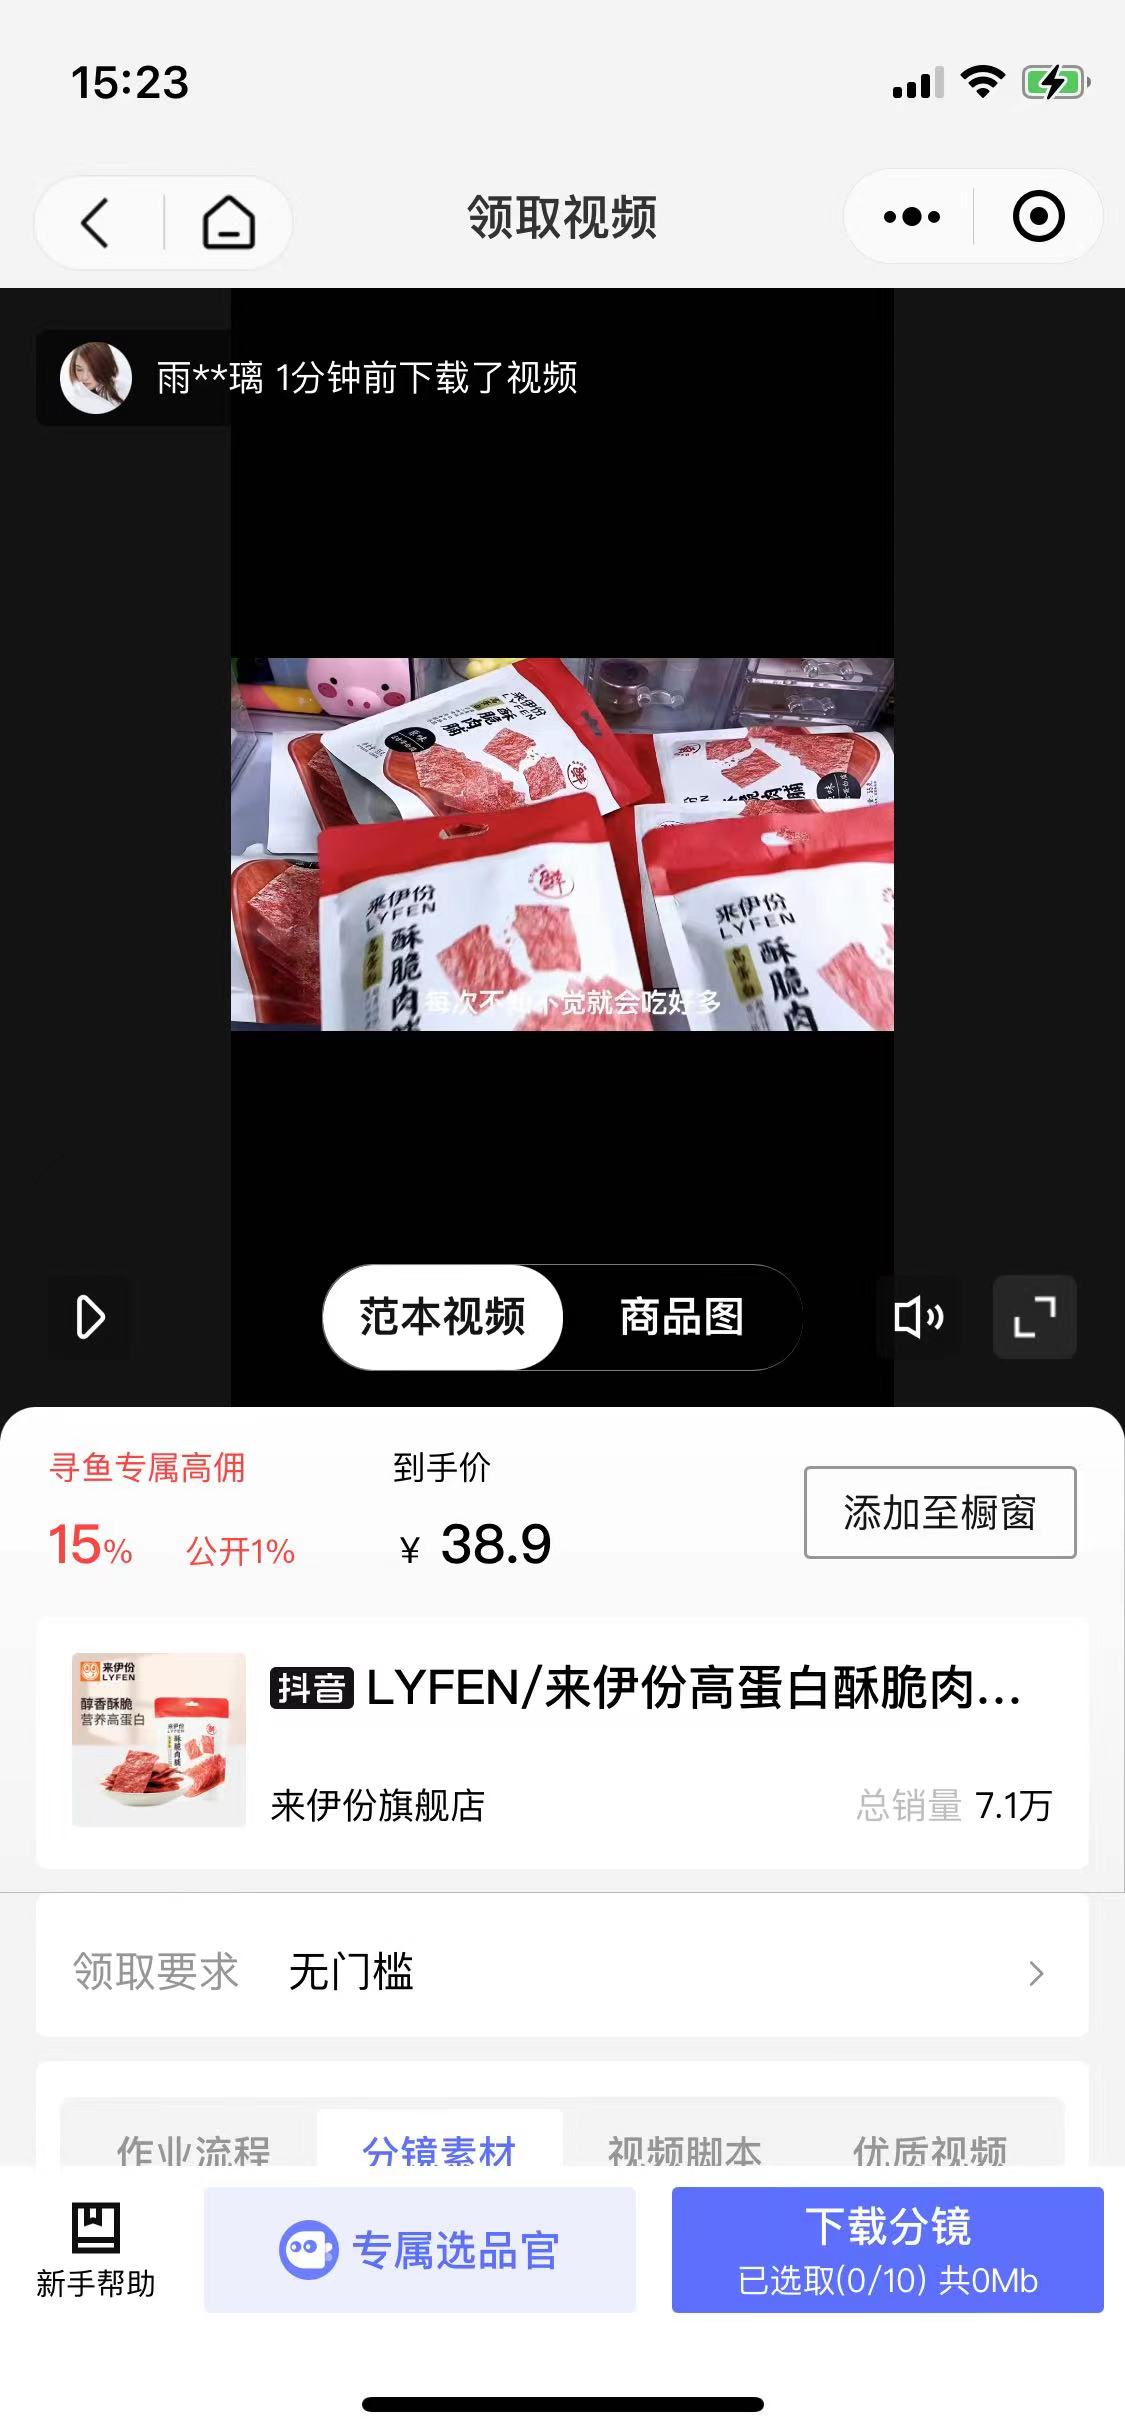 15:23
领取视频
雨**璃 1分钟前下载了视频
来伊份
LYFEN
酥脆肉脯
鲜
来伊份
LYFEN
酥脆肉
高蛋白
来伊份
LYFEN
酥脆肉
每次不知不觉就会吃好多
范本视频
商品图
寻鱼专属高佣
到手价
15%
公开1%
¥ 38.9
添加至橱窗
来伊份
LYFEN
醇香酥脆
营养高蛋白
抖音 LYFEN/来伊份高蛋白酥脆肉...
来伊份旗舰店
总销量 7.1万
领取要求 无门槛
作业流程
分镜素材
视频脚本
优质视频
新手帮助
专属选品官
下载分镜
已选取(0/10) 共0Mb